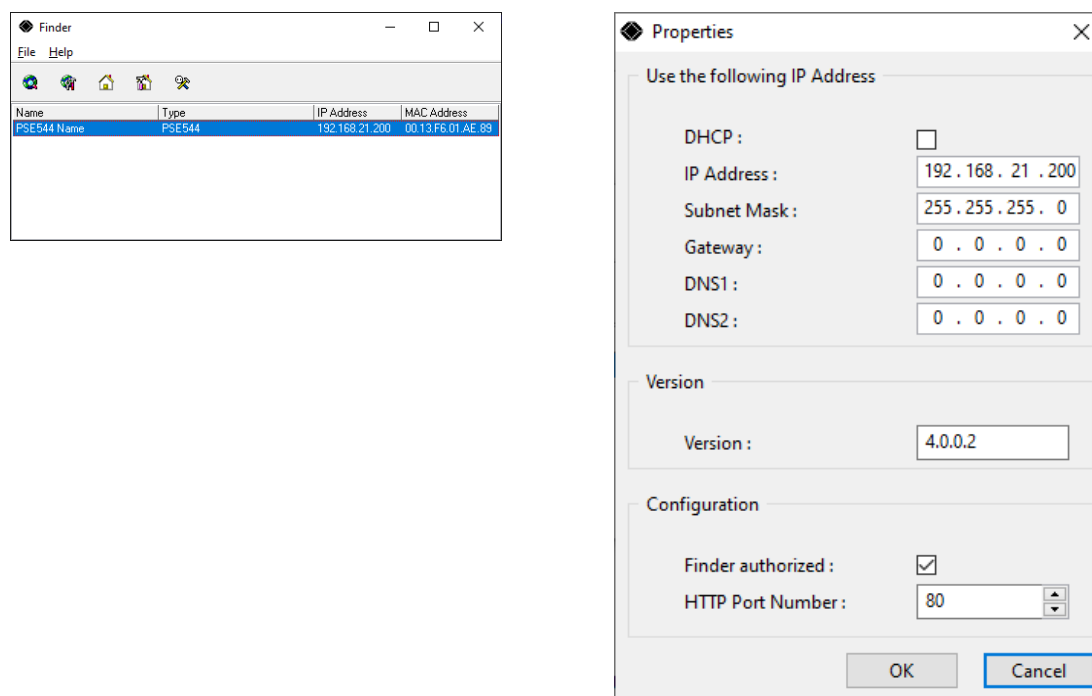 Finder
File Help
Name Type IP Address MAC Address
PSE544 Name PSE544 192.168.21.200 00.13.F6.01.AE.89
Properties
Use the following IP Address
DHCP :
IP Address : 192 . 168 . 21 . 200
Subnet Mask : 255 . 255 . 255 . 0
Gateway : 0 . 0 . 0 . 0
DNS1 : 0 . 0 . 0 . 0
DNS2 : 0 . 0 . 0 . 0
Version
Version : 4.0.0.2
Configuration
Finder authorized :
HTTP Port Number : 80
OK Cancel